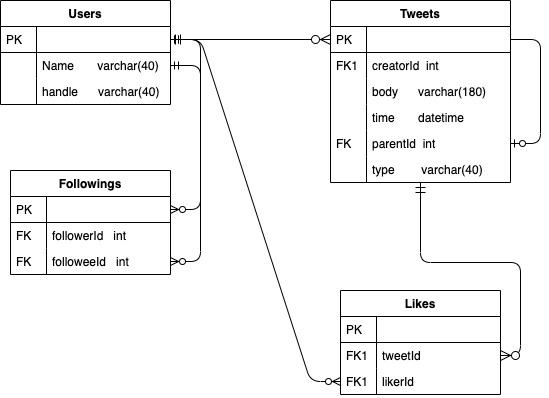 Users
PK
Name varchar(40)
handle varchar(40)
Tweets
PK
FK1 creatorId int
body varchar(180)
time datetime
FK parentId int
type varchar(40)
Followings
PK
FK followerId int
FK followeeId int
Likes
PK
FK1 tweetId
FK1 likerId